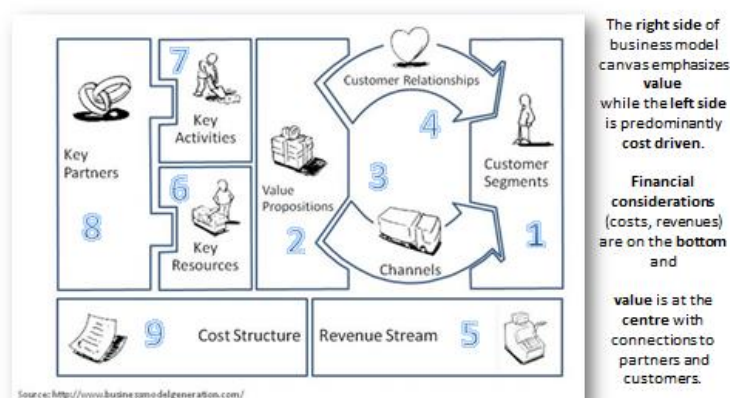 7
Key
Activities
Key
Partners
8
6
Key
Resources
Value
Propositions
2
Customer Relationships
4
3
Channels
Customer
Segments
1
9
Cost Structure
Revenue Stream
5
Source: http://www.businessmodelgeneration.com/
The right side of
business model
canvas emphasizes
value
while the left side
is predominantly
cost driven.
Financial
considerations
(costs, revenues)
are on the bottom
and
value is at the
centre with
connections to
partners and
customers.